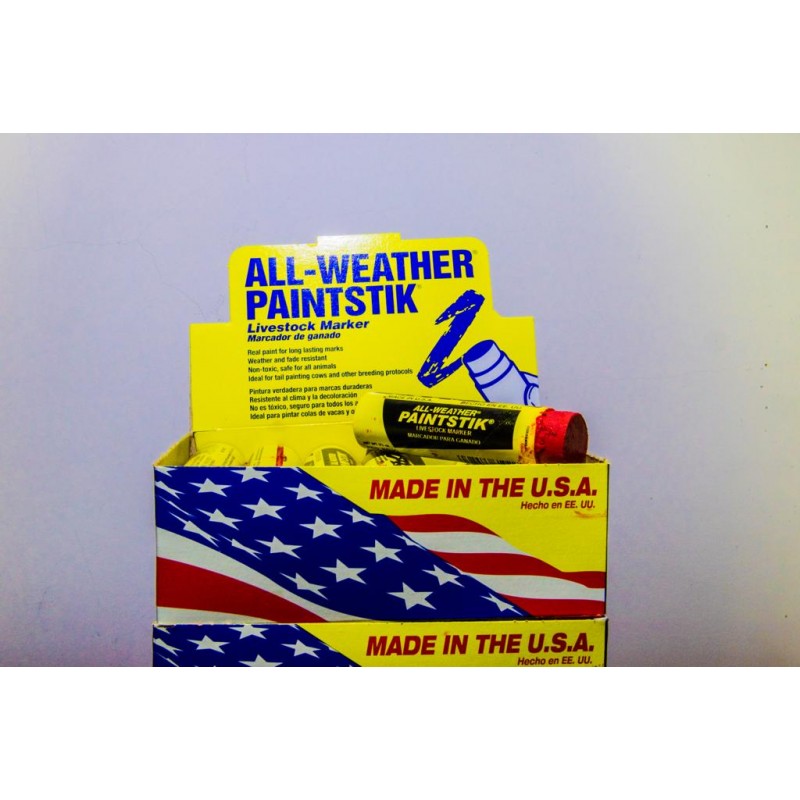 ALL-WEATHER
PAINTSTIK®
Livestock Marker
Marcador de ganado
Real paint for long lasting marks
Weather and fade resistant
Non-toxic, safe for all animals
Ideal for tail painting cows and other breeding protocols
Pintura verdadera para marcas duraderas
Resistente al clima y la decoloración
No es tóxico, seguro para todos los
Ideal para pintar colas de vacas y o
ALL-WEATHER®
PAINTSTIK®
LIVESTOCK MARKER
MARCADOR PARA GANADO
MADE IN THE U.S.A.
Hecho en EE. UU.
MADE IN THE U.S.A.
Hecho en EE. UU.